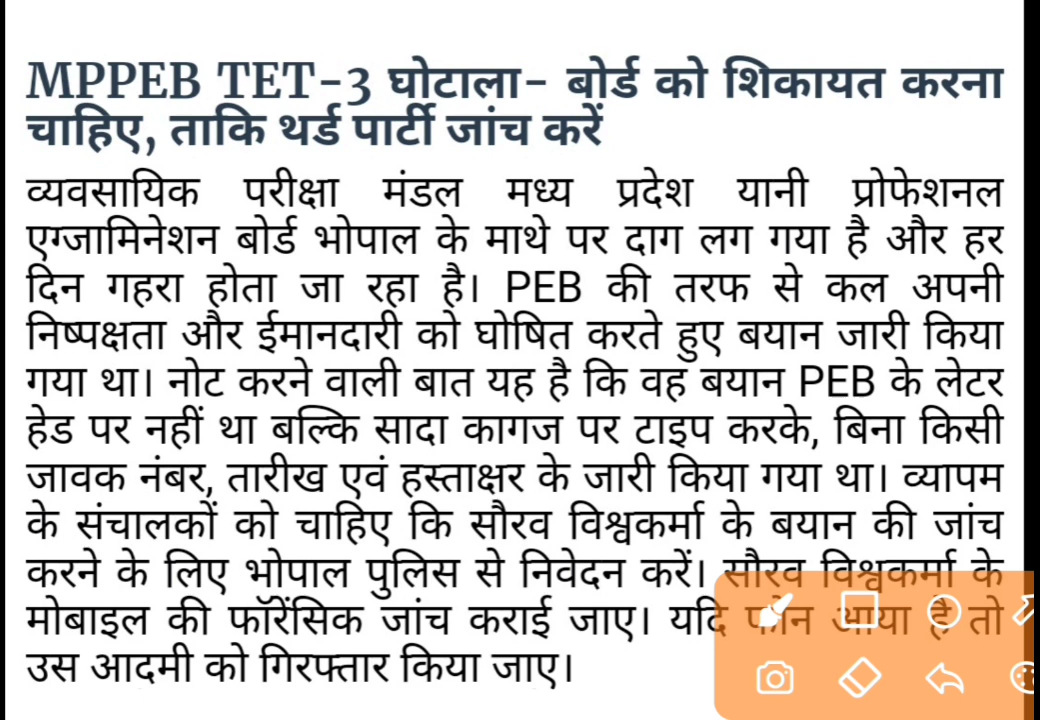 MPPEB TET-3 घोटाला- बोर्ड को शिकायत करना
चाहिए, ताकि थर्ड पार्टी जांच करें
व्यवसायिक परीक्षा मंडल मध्य प्रदेश यानी प्रोफेशनल
एग्जामिनेशन बोर्ड भोपाल के माथे पर दाग लग गया है और हर
दिन गहरा होता जा रहा है। PEB की तरफ से कल अपनी
निष्पक्षता और ईमानदारी को घोषित करते हुए बयान जारी किया
गया था। नोट करने वाली बात यह है कि वह बयान PEB के लेटर
हेड पर नहीं था बल्कि सादा कागज पर टाइप करके, बिना किसी
जावक नंबर, तारीख एवं हस्ताक्षर के जारी किया गया था। व्यापम
के संचालकों को चाहिए कि सौरव विश्वकर्मा के बयान की जांच
करने के लिए भोपाल पुलिस से निवेदन करें। सौरव विश्वकर्मा के
मोबाइल की फॉरेंसिक जांच कराई जाए। यदि फोन आया है तो
उस आदमी को गिरफ्तार किया जाए।